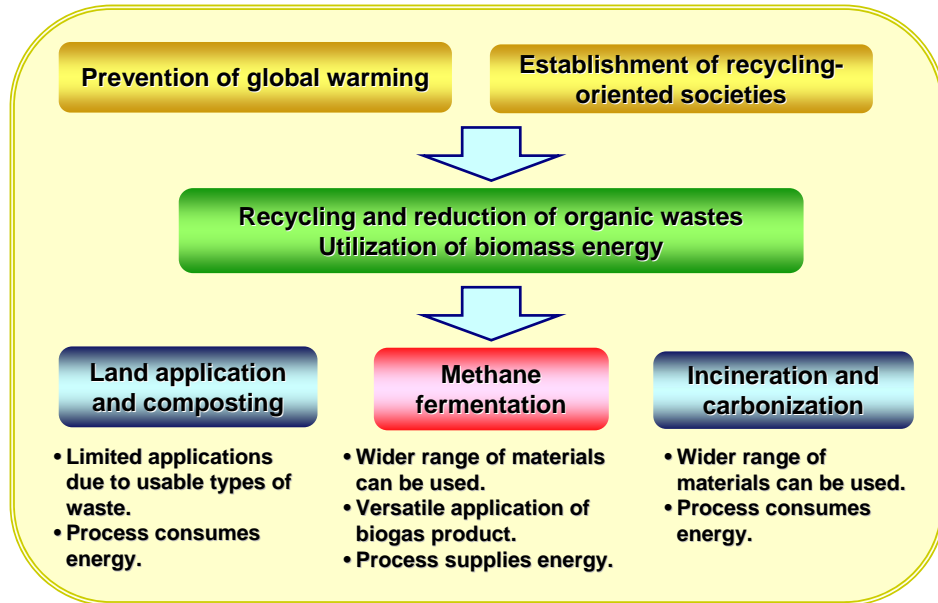 Prevention of global warming
Establishment of recycling-
oriented societies
Recycling and reduction of organic wastes
Utilization of biomass energy
Land application
and composting
• Limited applications
due to usable types of
waste.
• Process consumes
energy.
Methane
fermentation
• Wider range of materials
can be used.
• Versatile application of
biogas product.
• Process supplies energy.
Incineration and
carbonization
• Wider range of
materials can be used.
• Process consumes
energy.